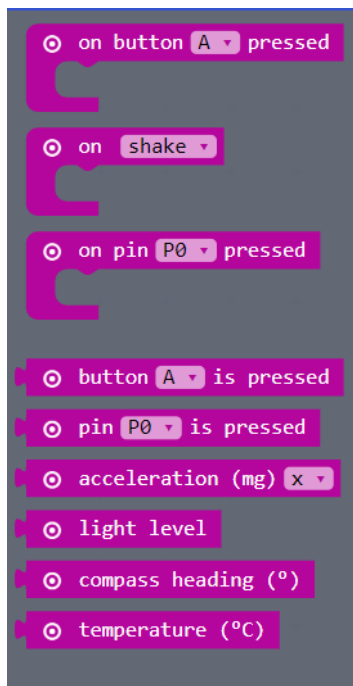 on button A pressed
on shake
on pin P0 pressed
button A is pressed
pin P0 is pressed
acceleration (mg) x
light level
compass heading (º)
temperature (ºC)